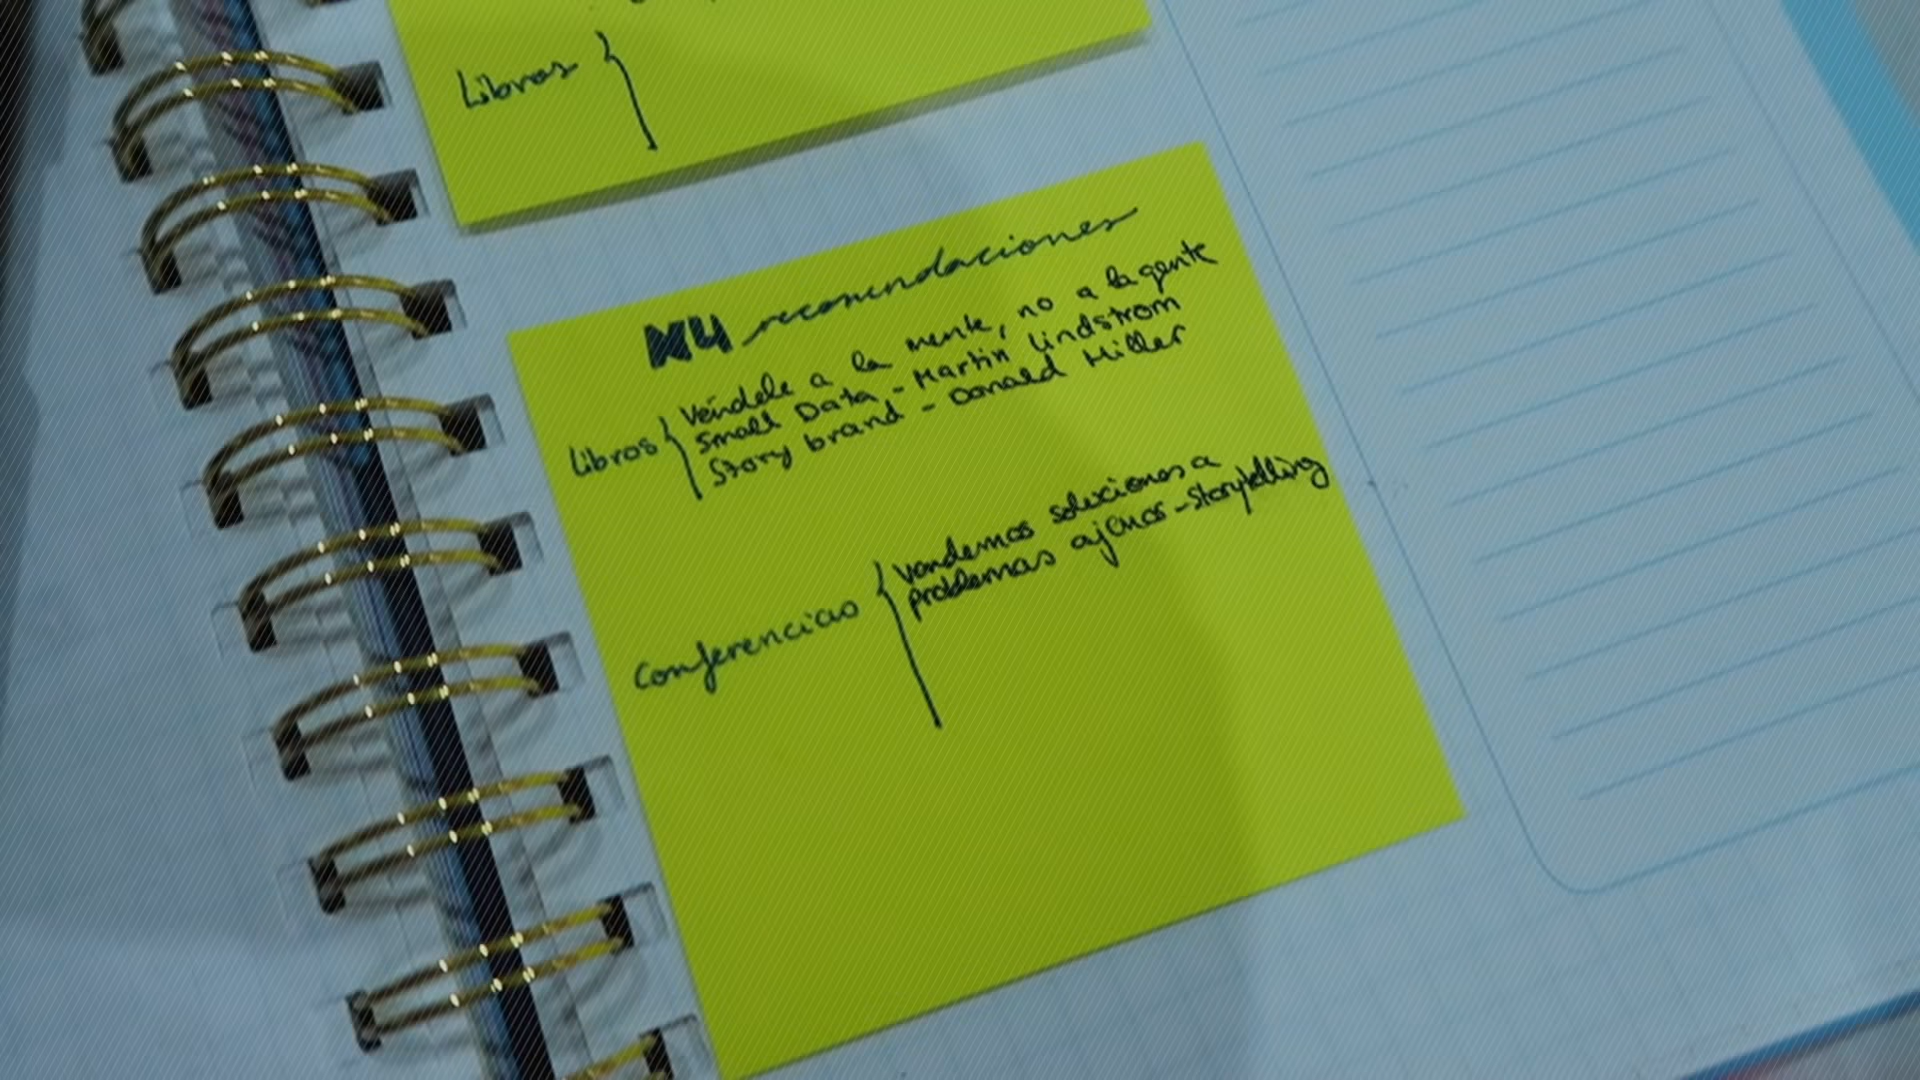 Libros
N4 recomendaciones
Libros
Véndele a la mente, no a la gente
Small Data - Martin Lindstrom
Story brand - Donald Miller
Conferencias
vendemos soluciones a
problemas ajenos - storytelling